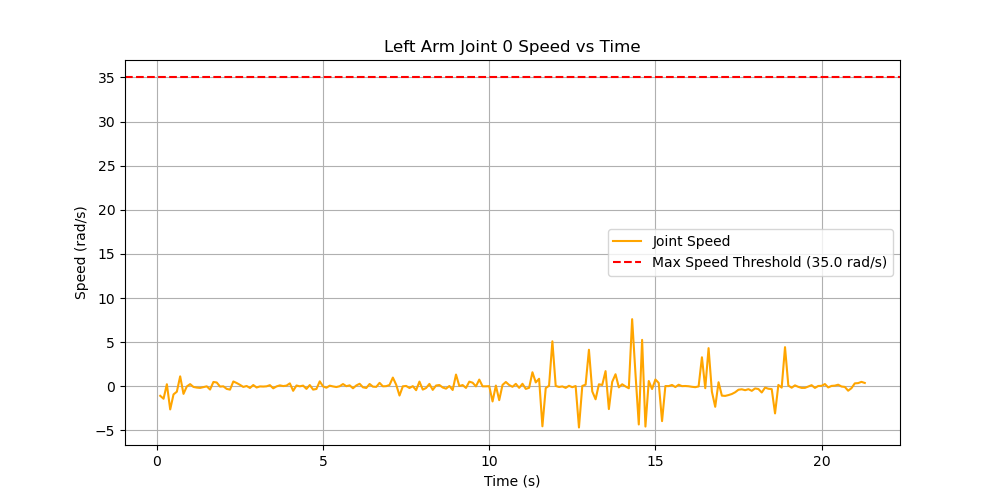 Left Arm Joint 0 Speed vs Time
Speed (rad/s)
35
30
25
20
15
10
5
0
−5
Joint Speed
Max Speed Threshold (35.0 rad/s)
0 5 10 15 20
Time (s)